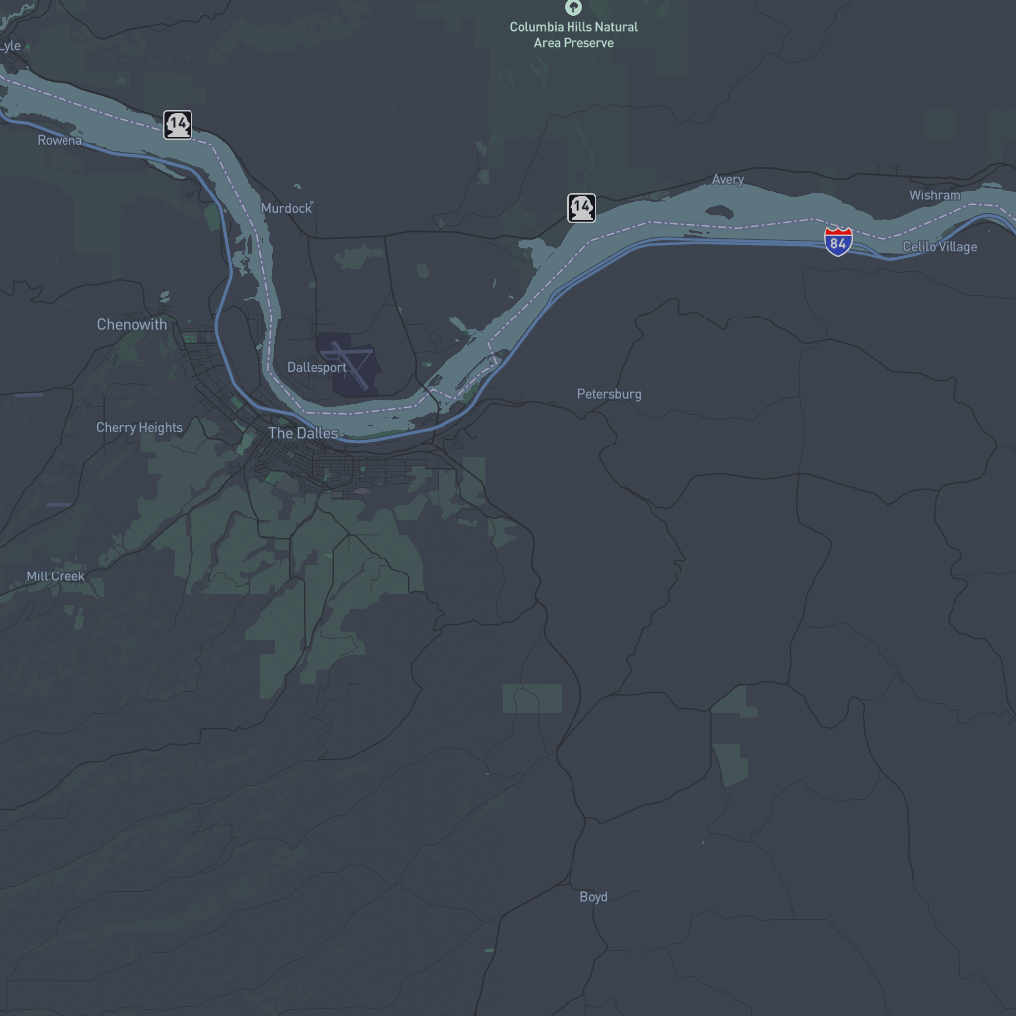 Columbia Hills Natural
Area Preserve
Lyle
14
Rowena
Avery
Wishram
14
Murdock
84
Celilo Village
Chenowith
Dallesport
Petersburg
Cherry Heights
The Dalles
Mill Creek
Boyd